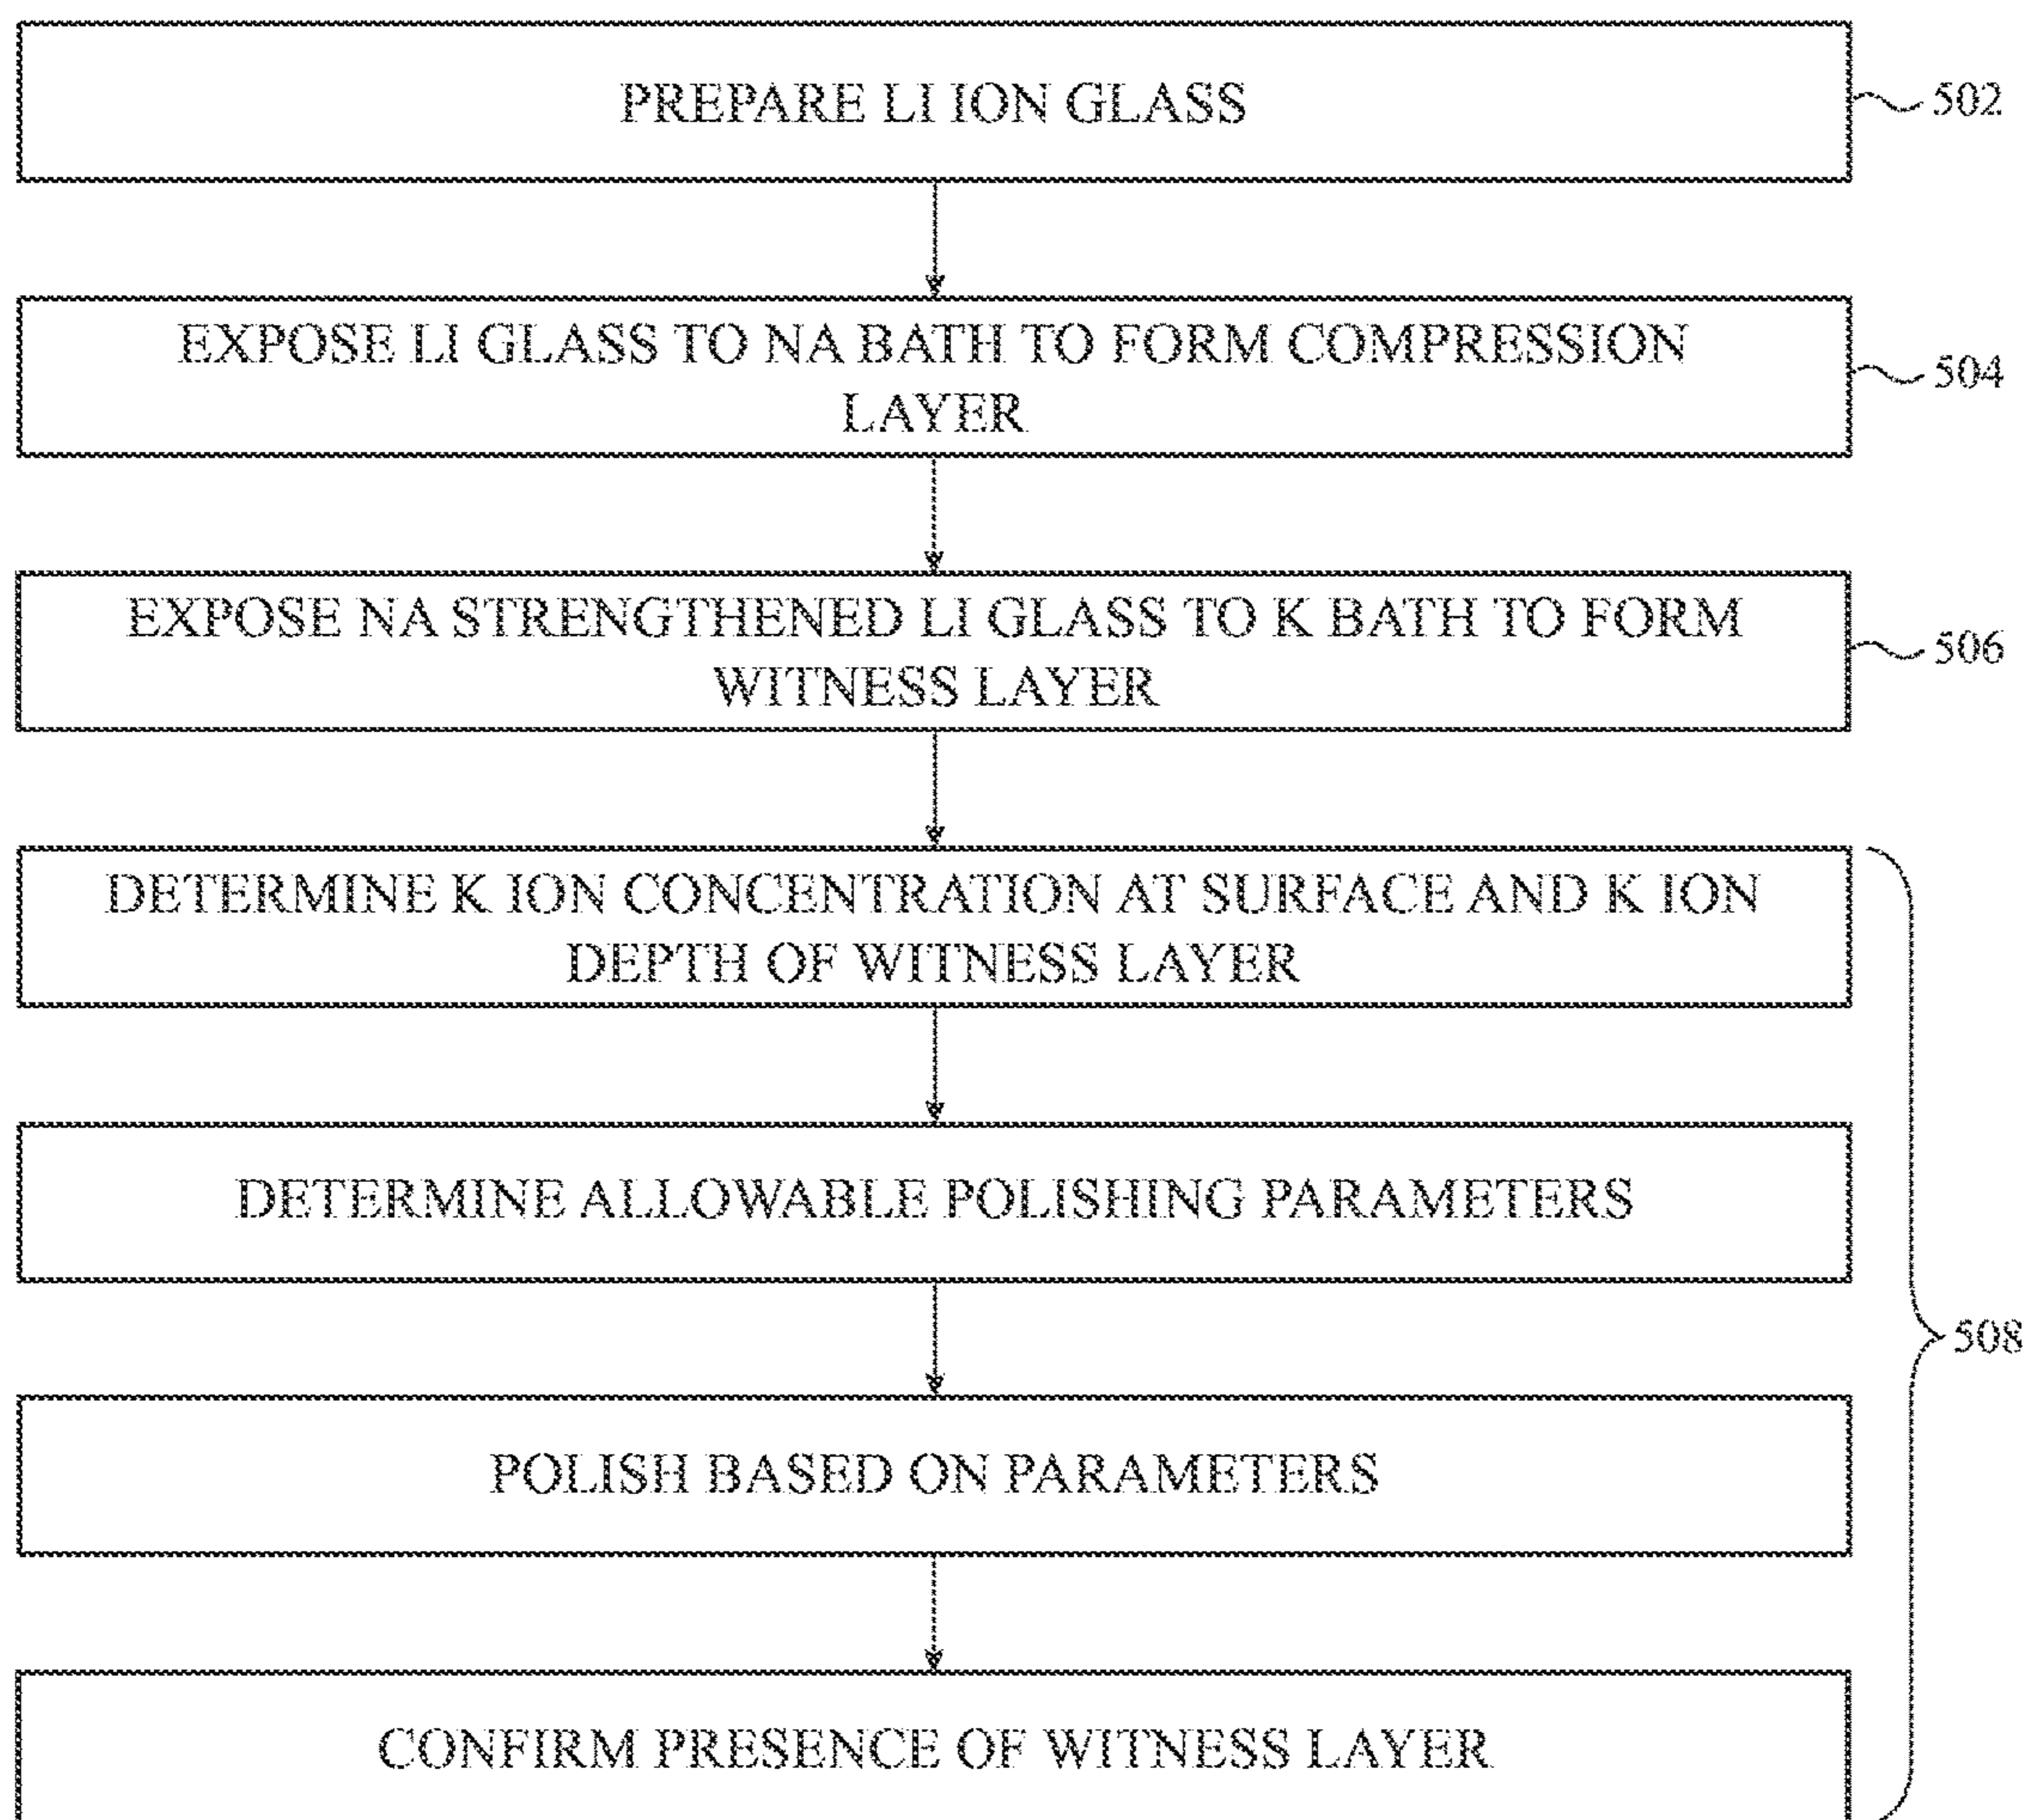 PREPARE LI ION GLASS
502
EXPOSE LI GLASS TO NA BATH TO FORM COMPRESSION
LAYER
504
EXPOSE NA STRENGTHENED LI GLASS TO K BATH TO FORM
WITNESS LAYER
506
DETERMINE K ION CONCENTRATION AT SURFACE AND K ION
DEPTH OF WITNESS LAYER
DETERMINE ALLOWABLE POLISHING PARAMETERS
508
POLISH BASED ON PARAMETERS
CONFIRM PRESENCE OF WITNESS LAYER